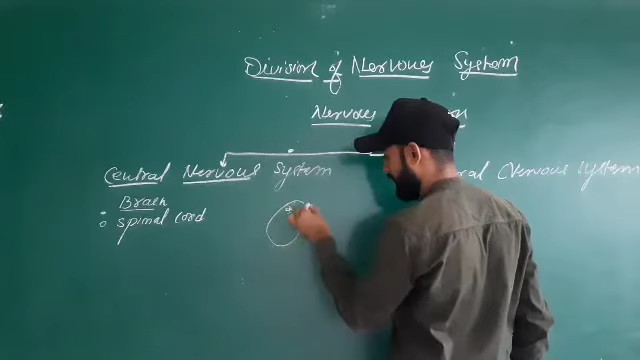 Division of Nervous System
Nervous
Central Nervous System
ral Nervous System
Brain
spinal cord